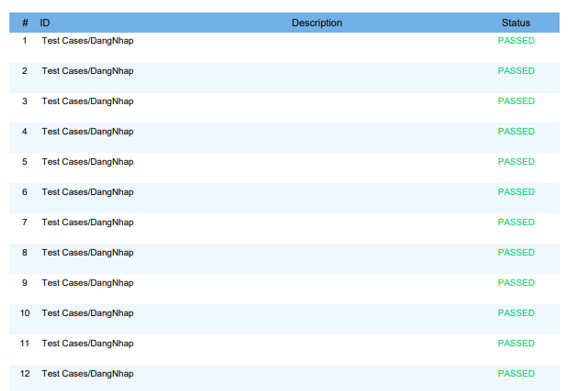 # ID Description Status
1 Test Cases/DangNhap PASSED
2 Test Cases/DangNhap PASSED
3 Test Cases/DangNhap PASSED
4 Test Cases/DangNhap PASSED
5 Test Cases/DangNhap PASSED
6 Test Cases/DangNhap PASSED
7 Test Cases/DangNhap PASSED
8 Test Cases/DangNhap PASSED
9 Test Cases/DangNhap PASSED
10 Test Cases/DangNhap PASSED
11 Test Cases/DangNhap PASSED
12 Test Cases/DangNhap PASSED